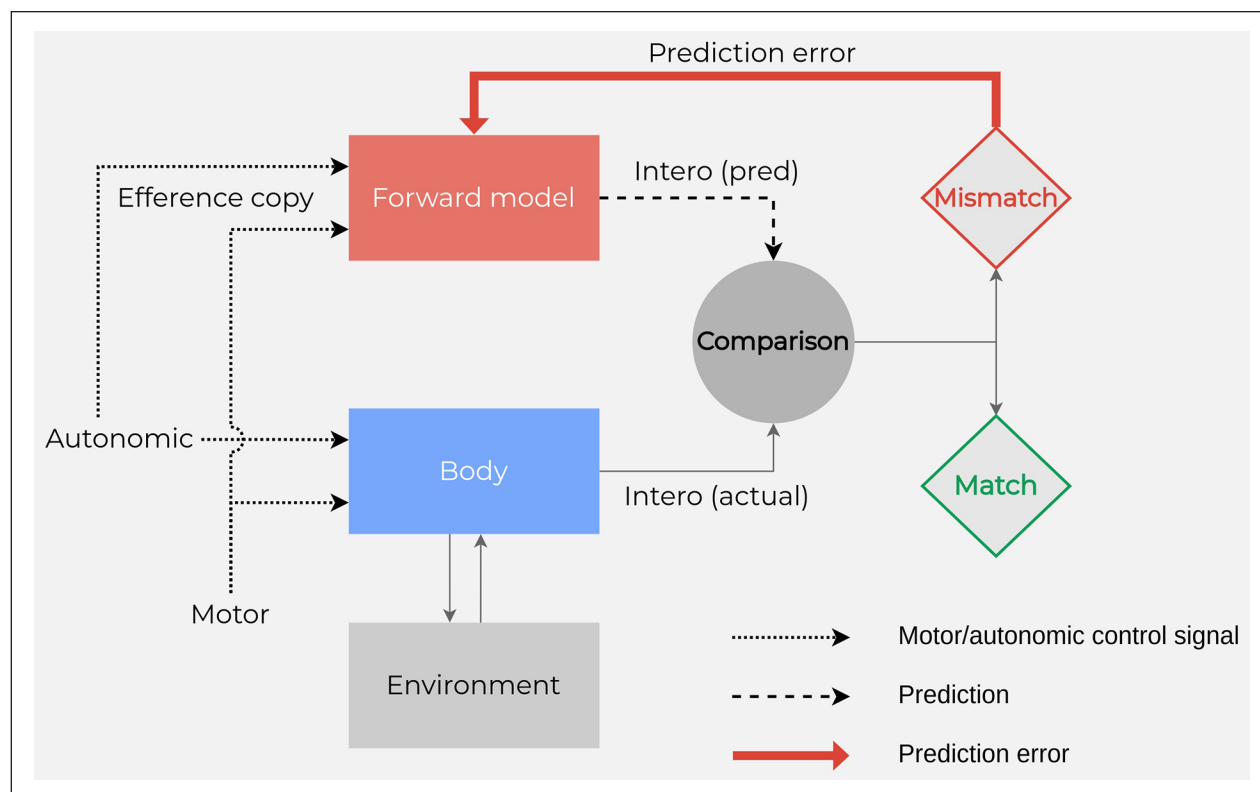 Prediction error
Intero (pred)
Efference copy
Forward model
Mismatch
Comparison
Autonomic
Body
Match
Intero (actual)
Motor
Environment
Motor/autonomic control signal
Prediction
Prediction error